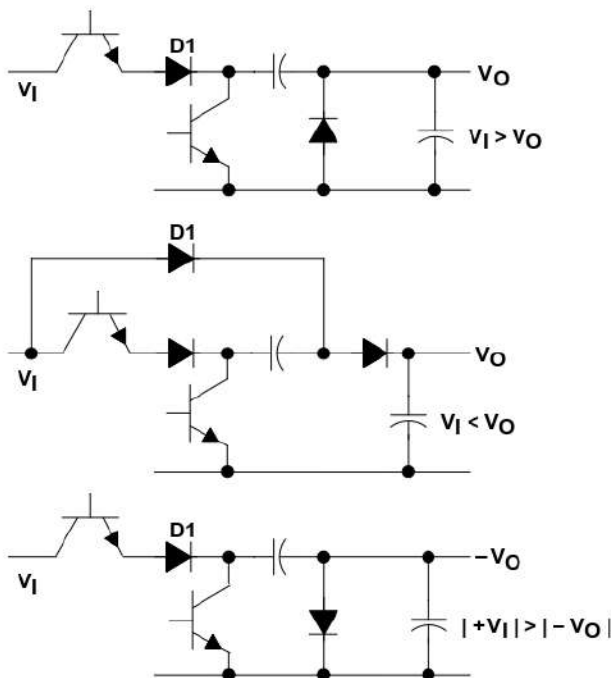 D1
VI
VO
VI > VO
D1
VI
VO
VI < VO
D1
VI
–VO
| +VI | > | – VO |